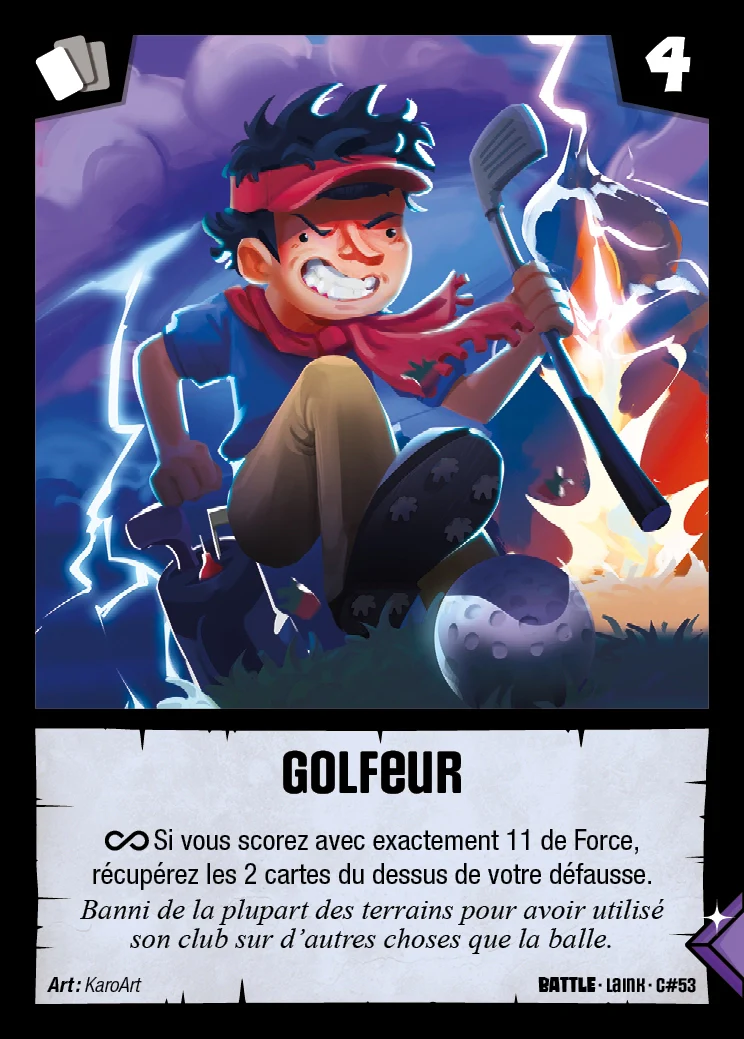 4
GOLFEUR
∞ Si vous scorez avec exactement 11 de Force,
récupérez les 2 cartes du dessus de votre défausse.
Banni de la plupart des terrains pour avoir utilisé
son club sur d’autres choses que la balle.
Art : KaroArt
BATTLE · LAINK · C#53